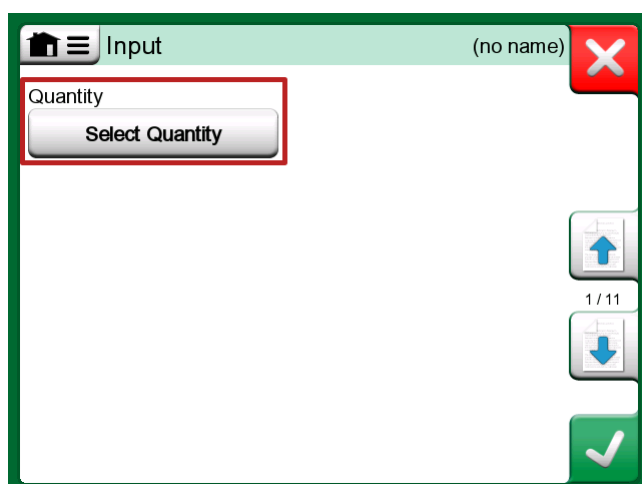 Input
(no name)
Quantity
Select Quantity
1 / 11